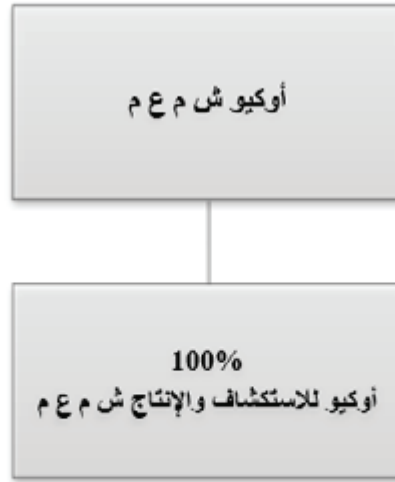 أوكيو ش م ع م
100%
أوكيو للاستكشاف والإنتاج ش م ع م